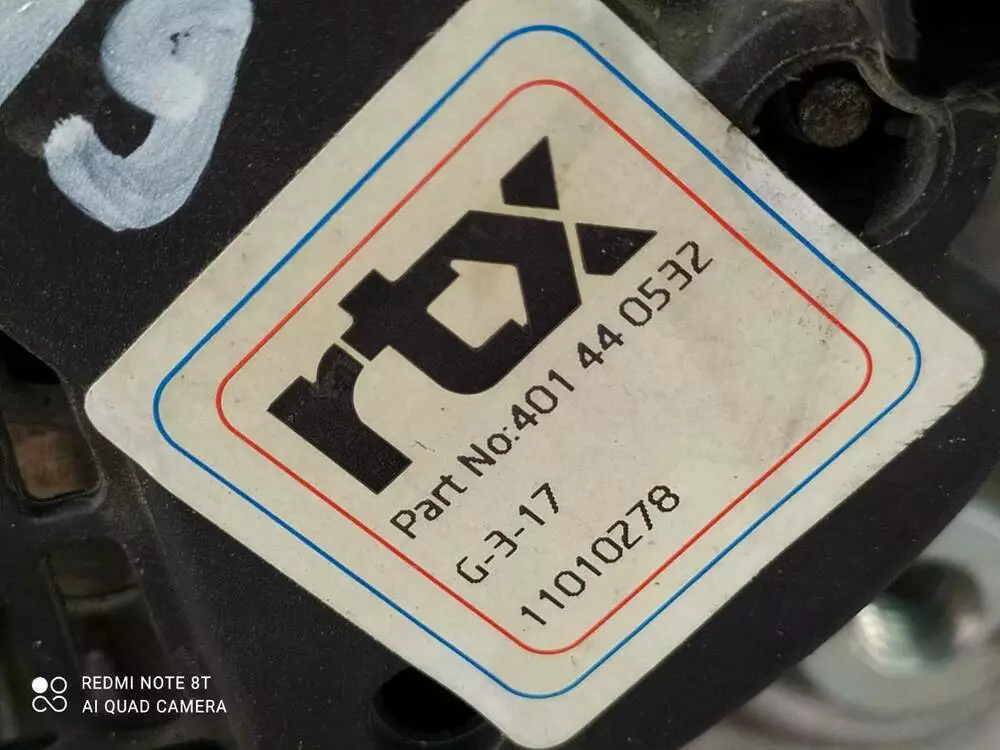 rtx
Part No:401 44 0532
G-3-17
11010278
REDMI NOTE 8T
AI QUAD CAMERA